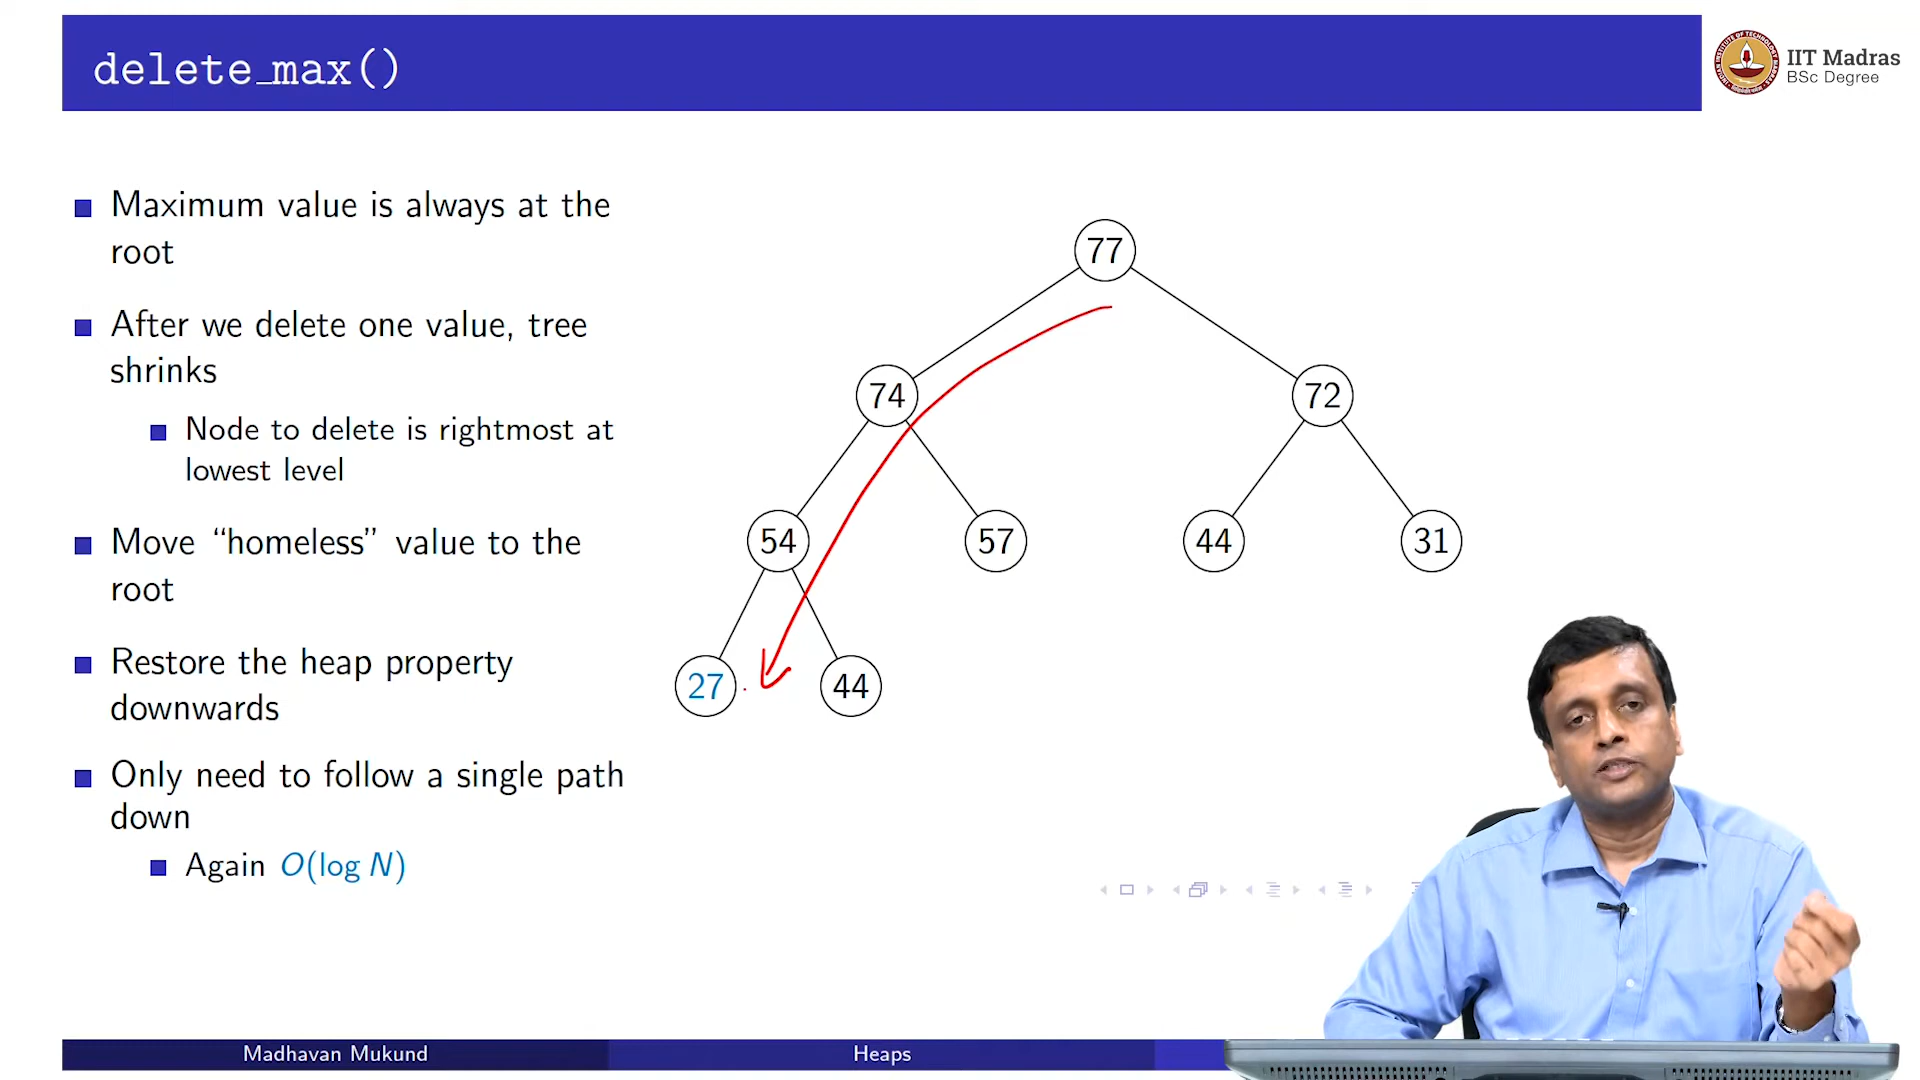 delete_max()
IIT Madras
BSc Degree
Maximum value is always at the
root
After we delete one value, tree
shrinks
Node to delete is rightmost at
lowest level
Move “homeless” value to the
root
Restore the heap property
downwards
Only need to follow a single path
down
Again O(log N)
77
74
72
54
57
44
31
27
44
Madhavan Mukund
Heaps